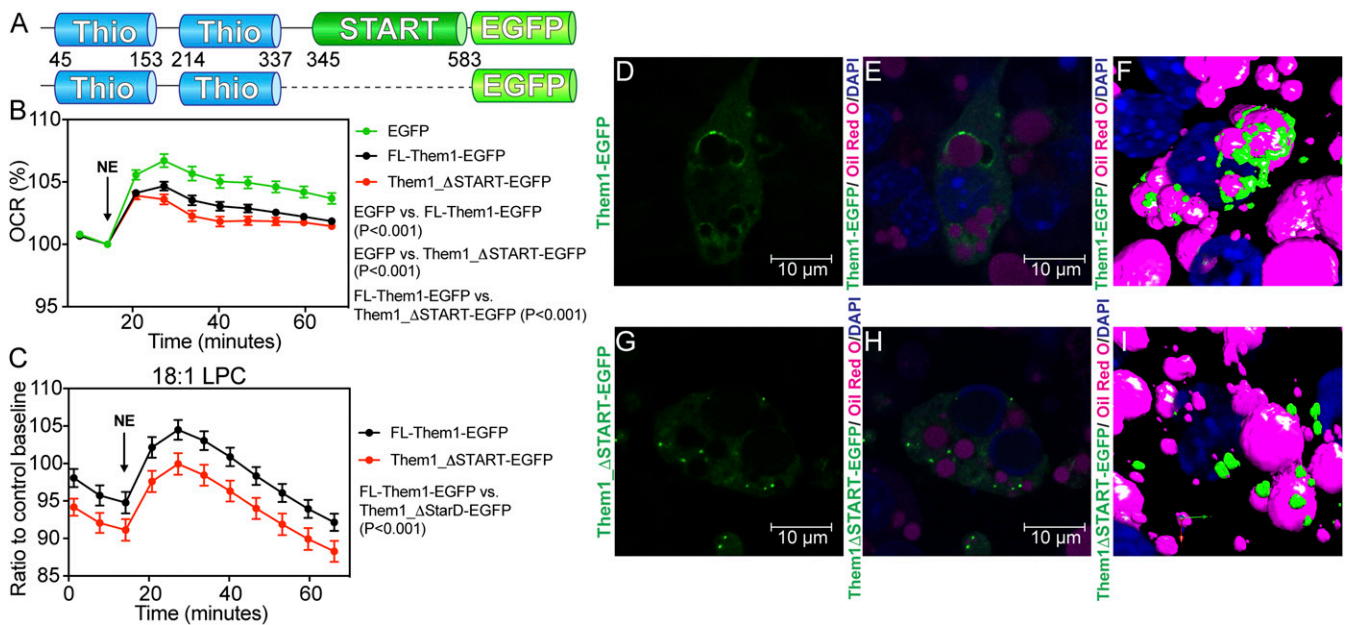 A
Thio Thio START EGFP
45 153 214 337 345 583
Thio Thio EGFP
B
110
105
100
95
OCR (%)
NE
20 40 60
Time (minutes)
EGFP
FL-Them1-EGFP
Them1_ΔSTART-EGFP
EGFP vs. FL-Them1-EGFP
(P<0.001)
EGFP vs. Them1_ΔSTART-EGFP
(P<0.001)
FL-Them1-EGFP vs.
Them1_ΔSTART-EGFP (P<0.001)
C
18:1 LPC
110
105
100
95
90
85
Ratio to control baseline
NE
0 20 40 60
Time (minutes)
FL-Them1-EGFP
Them1_ΔSTART-EGFP
FL-Them1-EGFP vs.
Them1_ΔStarD-EGFP
(P<0.001)
Them1-EGFP
D
10 μm
Them1-EGFP/ Oil Red O/DAPI
E
10 μm
Them1-EGFP/ Oil Red O/DAPI
F
Them1_ΔSTART-EGFP
G
10 μm
Them1ΔSTART-EGFP/ Oil Red O/DAPI
H
10 μm
Them1ΔSTART-EGFP/ Oil Red O/DAPI
I